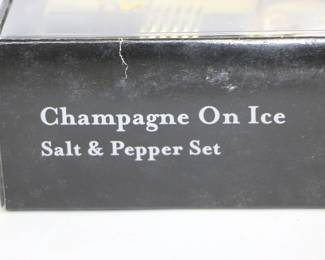 Champagne On Ice
Salt & Pepper Set